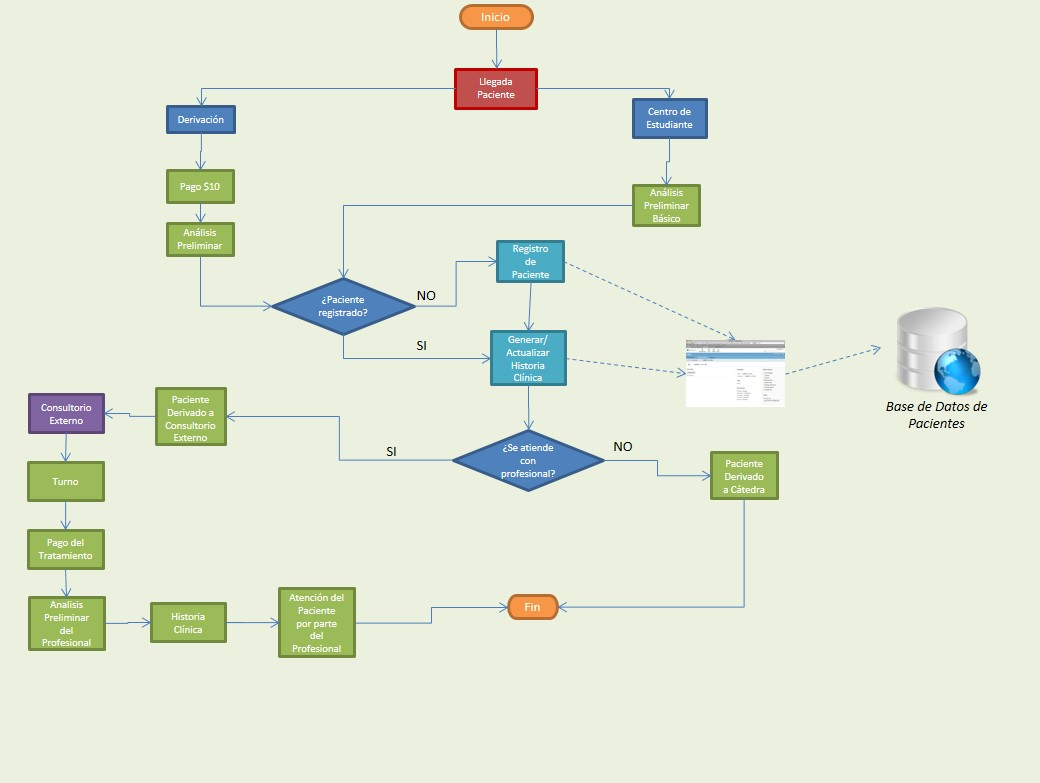 Inicio
Llegada
Paciente
Derivación
Centro de
Estudiante
Pago $10
Análisis
Preliminar
Análisis
Preliminar
Básico
Registro
de
Paciente
¿Paciente
registrado?
NO
SI
Generar/
Actualizar
Historia
Clínica
Base de Datos de
Pacientes
Consultorio
Externo
Paciente
Derivado a
Consultorio
Externo
SI
¿Se atiende
con
profesional?
NO
Paciente
Derivado
a Cátedra
Turno
Pago del
Tratamiento
Analisis
Preliminar
del
Profesional
Historia
Clínica
Atención del
Paciente
por parte
del
Profesional
Fin